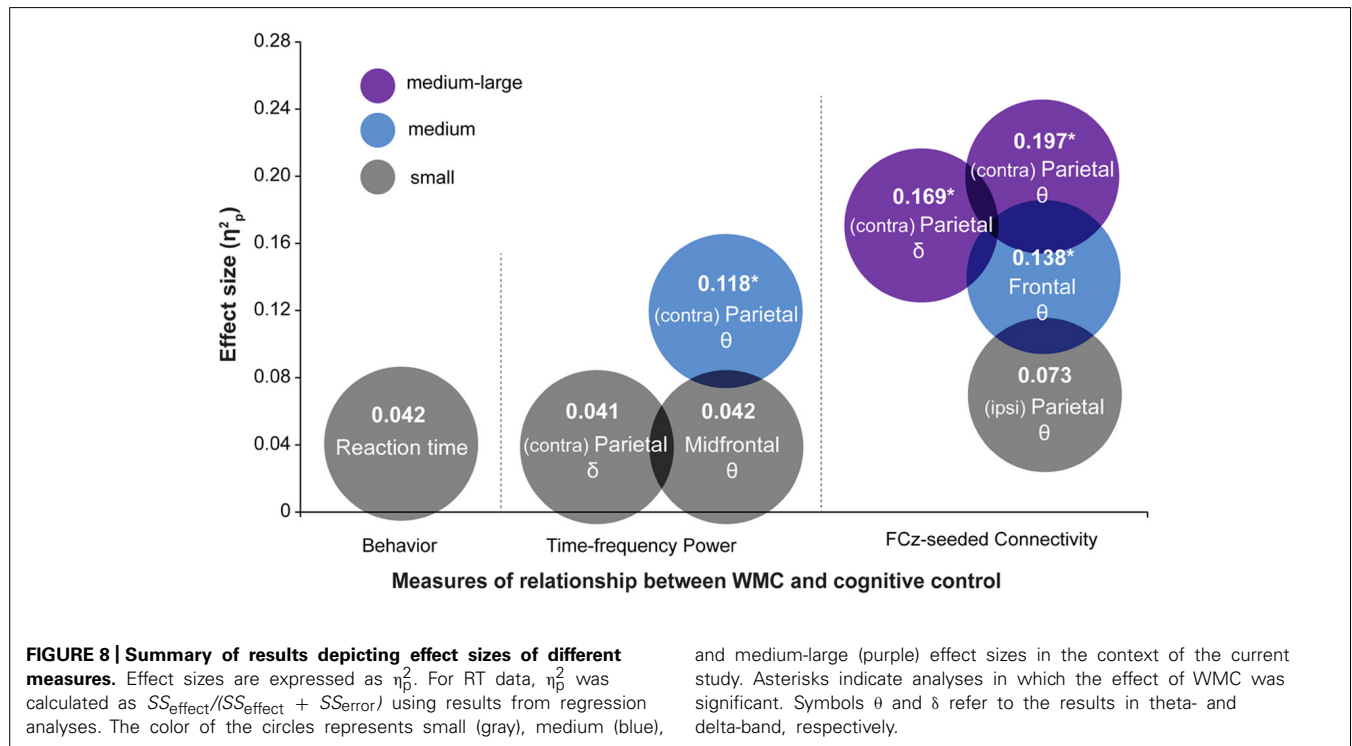 0.28
0.24
0.20
0.16
0.12
0.08
0.04
0
Effect size (η²p)
medium-large
medium
small
0.042
Reaction time
0.041
(contra) Parietal
δ
0.042
Midfrontal
θ
0.118*
(contra) Parietal
θ
0.169*
(contra) Parietal
δ
0.197*
(contra) Parietal
θ
0.138*
Frontal
θ
0.073
(ipsi) Parietal
θ
Behavior
Time-frequency Power
FCz-seeded Connectivity
Measures of relationship between WMC and cognitive control
FIGURE 8 | Summary of results depicting effect sizes of different
measures. Effect sizes are expressed as η²p. For RT data, η²p was
calculated as SSeffect/(SSeffect + SSerror) using results from regression
analyses. The color of the circles represents small (gray), medium (blue),
and medium-large (purple) effect sizes in the context of the current
study. Asterisks indicate analyses in which the effect of WMC was
significant. Symbols θ and δ refer to the results in theta- and
delta-band, respectively.